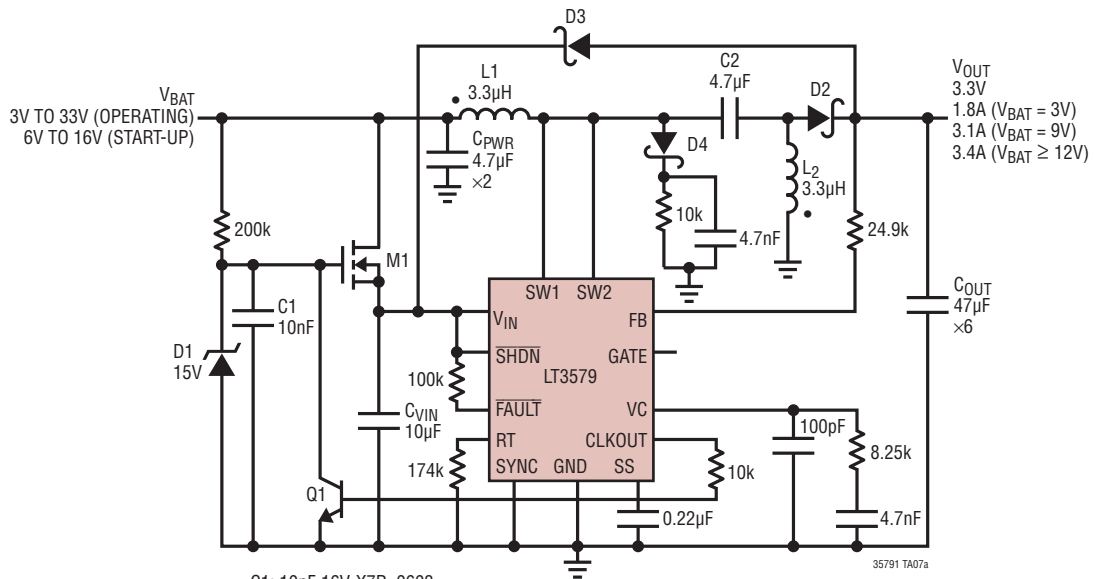 D3
C2
4.7µF
D2
L1
3.3µH
V_BAT
3V TO 33V (OPERATING)
6V TO 16V (START-UP)
V_OUT
3.3V
1.8A (V_BAT = 3V)
3.1A (V_BAT = 9V)
3.4A (V_BAT ≥ 12V)
C_PWR
4.7µF
×2
D4
L2
3.3µH
10k
4.7nF
24.9k
200k
M1
C1
10nF
D1
15V
SW1 SW2
V_IN
FB
SHDN
GATE
LT3579
100k
FAULT
VC
RT
CLKOUT
SYNC GND SS
C_OUT
47µF
×6
C_VIN
10µF
174k
100pF
8.25k
10k
Q1
0.22µF
4.7nF
35791 TA07a